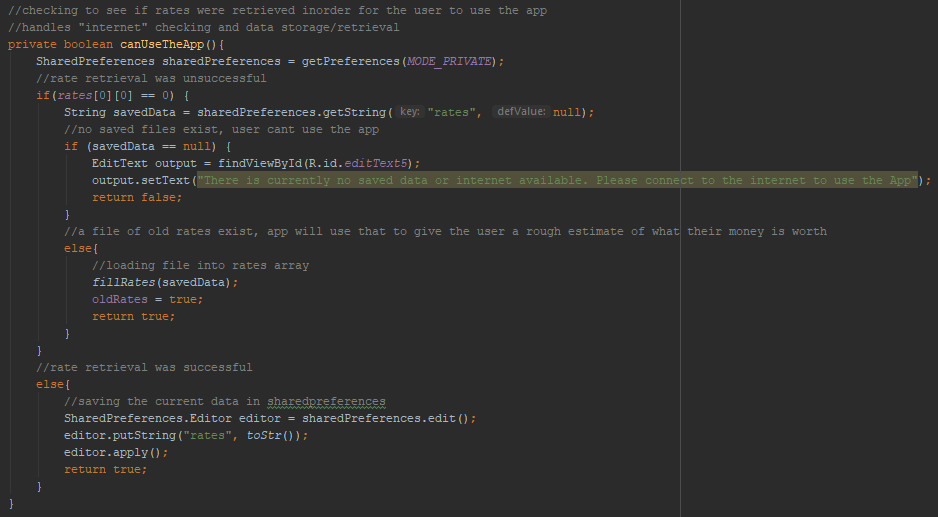 //checking to see if rates were retrieved inorder for the user to use the app
//handles "internet" checking and data storage/retrieval
private boolean canUseTheApp(){
    SharedPreferences sharedPreferences = getPreferences(MODE_PRIVATE);
    //rate retrieval was unsuccessful
    if(rates[0][0] == 0) {
        String savedData = sharedPreferences.getString( key: "rates", defValue: null);
        //no saved files exist, user cant use the app
        if (savedData == null) {
            EditText output = findViewById(R.id.editText5);
            output.setText("There is currently no saved data or internet available. Please connect to the internet to use the App");
            return false;
        }
        //a file of old rates exist, app will use that to give the user a rough estimate of what their money is worth
        else{
            //loading file into rates array
            fillRates(savedData);
            oldRates = true;
            return true;
        }
    }
    //rate retrieval was successful
    else{
        //saving the current data in sharedpreferences
        SharedPreferences.Editor editor = sharedPreferences.edit();
        editor.putString("rates", toStr());
        editor.apply();
        return true;
    }
}